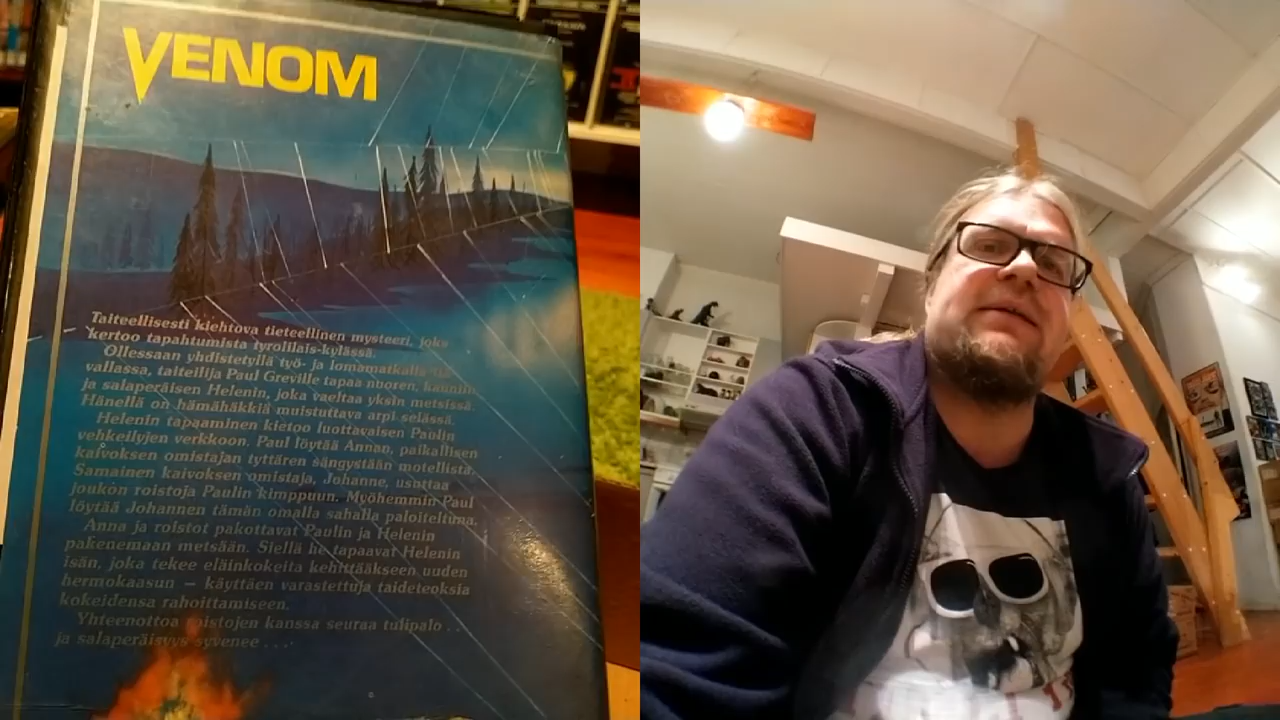 VENOM
Taiteellisesti kiehtova tieteellinen mysteeri, joka
kertoo tapahtumista tyrolilais-kylässä.
Ollessaan yhdistetyllä työ- ja lomamatkalla
vallassa, taiteilija Paul Greville tapaa nuoren, kauniin
ja salaperäisen Helenin, joka vaeltaa yksin metsissä.
Hänellä on hämähäkkiä muistuttava arpi selässä.
Helenin tapaaminen kietoo luottavaisen Paulin
vehkeilyjen verkkoon. Paul löytää Annan, paikallisen
kaivoksen omistajan tyttären sängystään motellista.
Samainen kaivoksen omistaja, Johanne, usuttaa
joukon roistoja Paulin kimppuun. Myöhemmin Paul
löytää Johannen tämän omalla sahalla paloiteltuna,
Anna ja roistot pakottavat Paulin ja Helenin
pakenemaan metsään. Siellä he tapaavat Helenin
isän, joka tekee eläinkokeita kehittääkseen uuden
hermokaasun — käyttäen varastettuja taideteoksia
kokeidensa rahoittamiseen.
Yhteenottoa roistojen kanssa seuraa tulipalo . .
ja salaperäisyys syvenee . . .